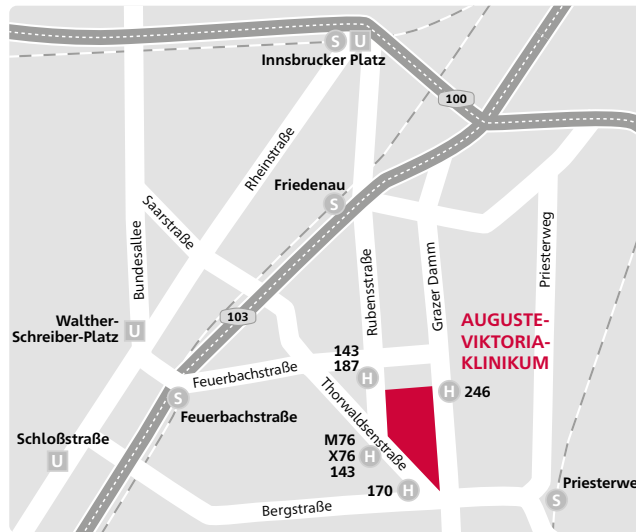 S U
Innsbrucker Platz
100
Rheinstraße
Friedenau
S
Saarstraße
Bundesallee
Priesterweg
Rubensstraße
Grazer Damm
103
Walther-
Schreiber-Platz
U
AUGUSTE-
VIKTORIA-
KLINIKUM
143
187
H
Feuerbachstraße
H 246
S
Feuerbachstraße
Thorwaldsenstraße
Schloßstraße
U
M76
X76
143
H
170 H
Bergstraße
S
Priesterwe